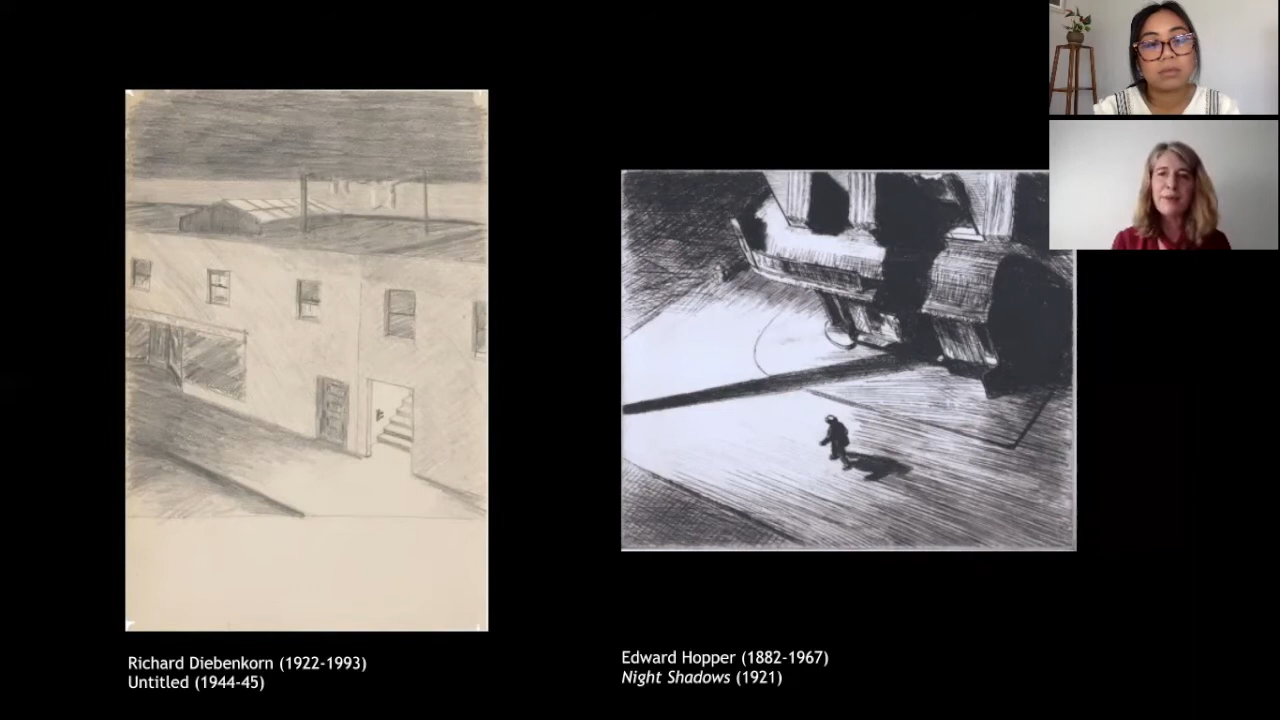 Richard Diebenkorn (1922-1993)
Untitled (1944-45)
Edward Hopper (1882-1967)
Night Shadows (1921)